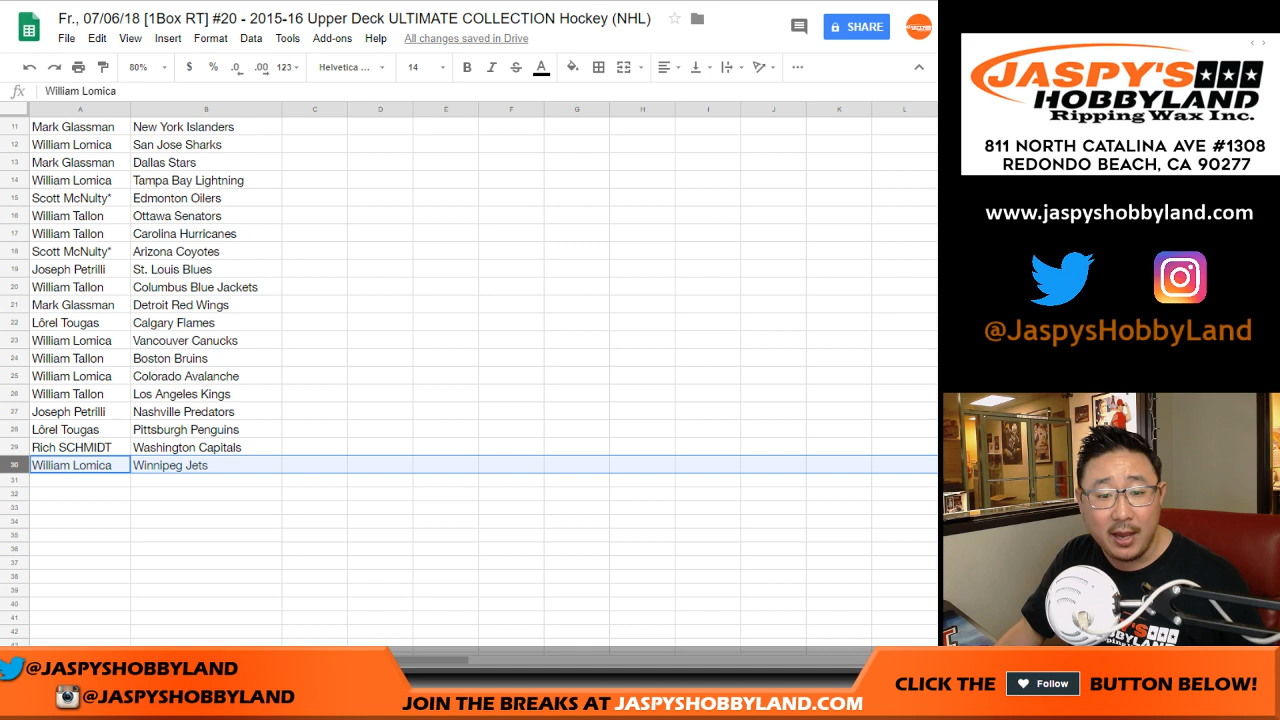 Fr., 07/06/18 [1Box RT] #20 - 2015-16 Upper Deck ULTIMATE COLLECTION Hockey (NHL)
File Edit View Insert Format Data Tools Add-ons Help All changes saved in Drive
SHARE
80% $ % .0 .00 123 Helvetica ... 14 B I S A
fx William Lomica
A B C D E F G H I J K L
11 Mark Glassman New York Islanders
12 William Lomica San Jose Sharks
13 Mark Glassman Dallas Stars
14 William Lomica Tampa Bay Lightning
15 Scott McNulty* Edmonton Oilers
16 William Tallon Ottawa Senators
17 William Tallon Carolina Hurricanes
18 Scott McNulty* Arizona Coyotes
19 Joseph Petrilli St. Louis Blues
20 William Tallon Columbus Blue Jackets
21 Mark Glassman Detroit Red Wings
22 Lôrel Tougas Calgary Flames
23 William Lomica Vancouver Canucks
24 William Tallon Boston Bruins
25 William Lomica Colorado Avalanche
26 William Tallon Los Angeles Kings
27 Joseph Petrilli Nashville Predators
28 Lôrel Tougas PIttsburgh Penguins
29 Rich SCHMIDT Washington Capitals
30 William Lomica Winnipeg Jets
31
32
33
34
35
36
37
38
39
40
41
42
JASPY'S
HOBBYLAND
Ripping Wax Inc.
811 NORTH CATALINA AVE #1308
REDONDO BEACH, CA 90277
www.jaspyshobbyland.com
@JaspysHobbyLand
JASPY'S
HOBBYLAND
@JASPYSHOBBYLAND
@JASPYSHOBBYLAND
JOIN THE BREAKS AT JASPYSHOBBYLAND.COM
CLICK THE Follow BUTTON BELOW!